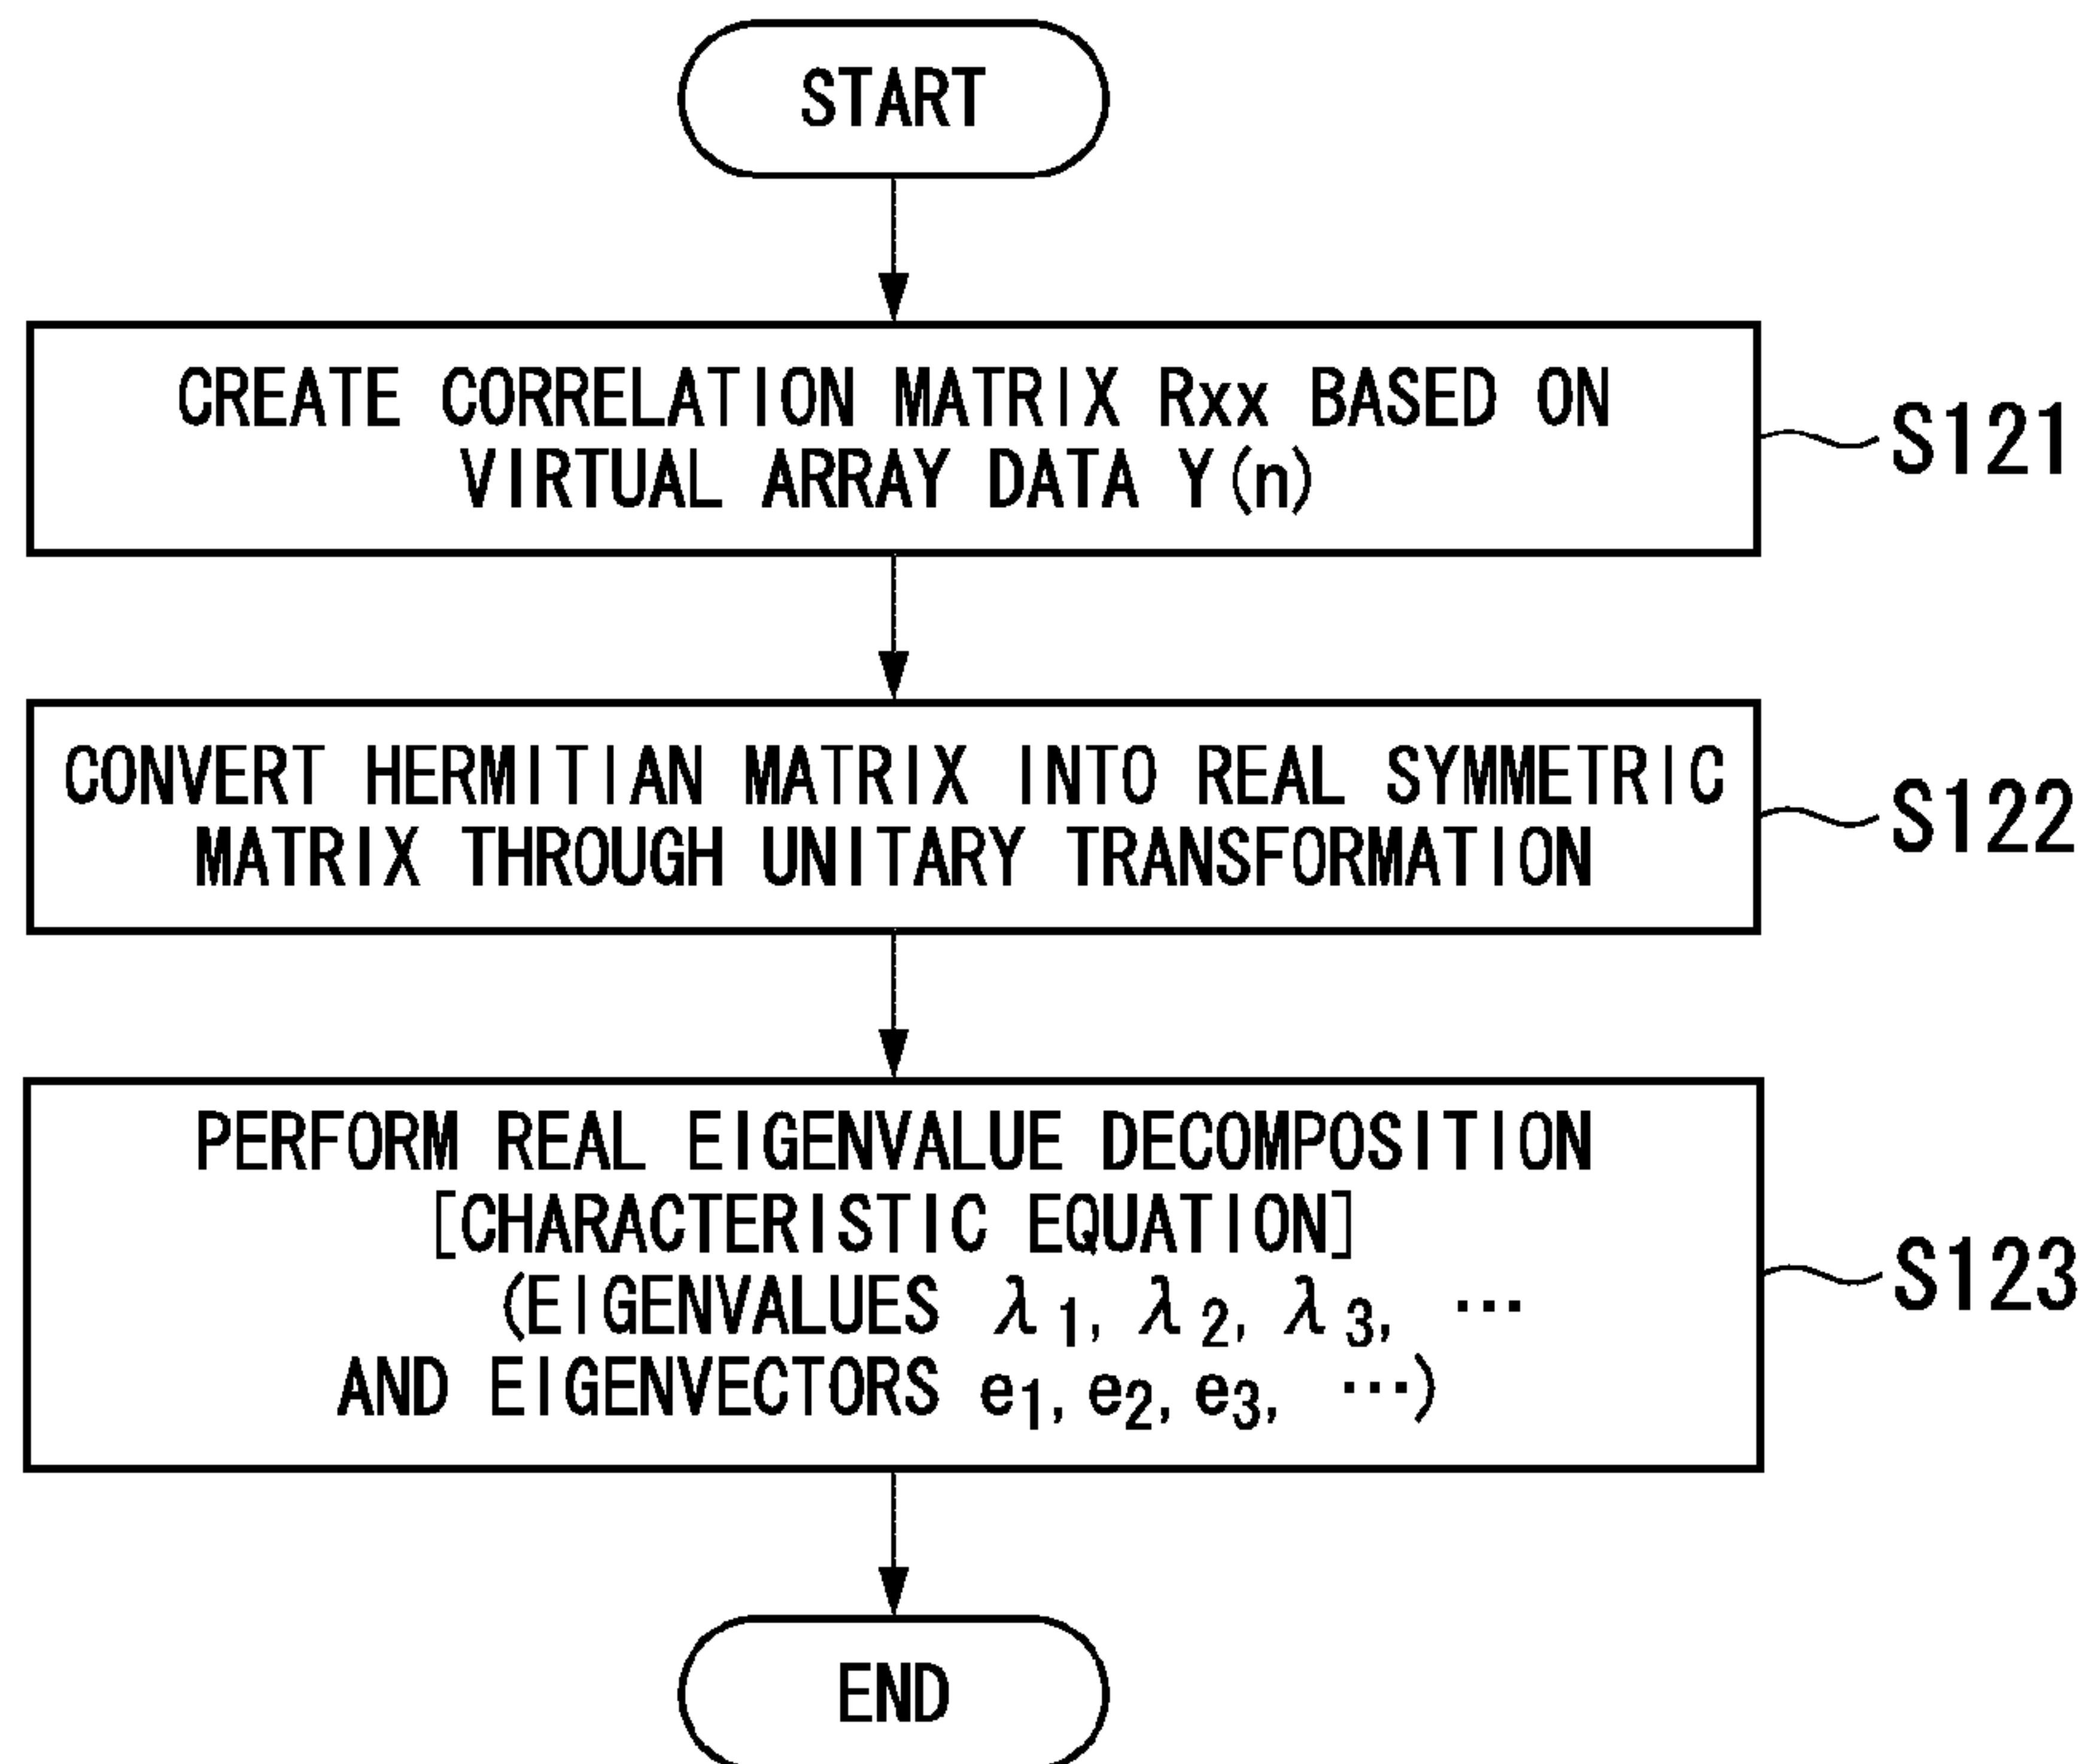 START
CREATE CORRELATION MATRIX Rxx BASED ON
VIRTUAL ARRAY DATA Y(n)
S121
CONVERT HERMITIAN MATRIX INTO REAL SYMMETRIC
MATRIX THROUGH UNITARY TRANSFORMATION
S122
PERFORM REAL EIGENVALUE DECOMPOSITION
[CHARACTERISTIC EQUATION]
(EIGENVALUES λ1, λ2, λ3, ···
AND EIGENVECTORS e1, e2, e3, ···)
S123
END